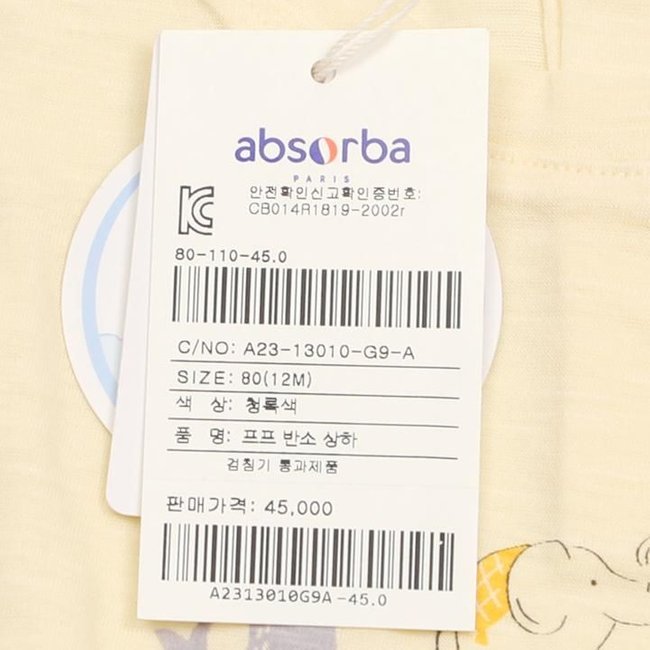 absorba
PARIS
안전확인신고확인증번호:
CB014R1819-2002r
80-110-45.0
C/NO: A23-13010-G9-A
SIZE: 80(12M)
색 상: 청록색
품 명: 프프 반소 상하
검침기 통과제품
판매가격: 45,000
A2313010G9A-45.0